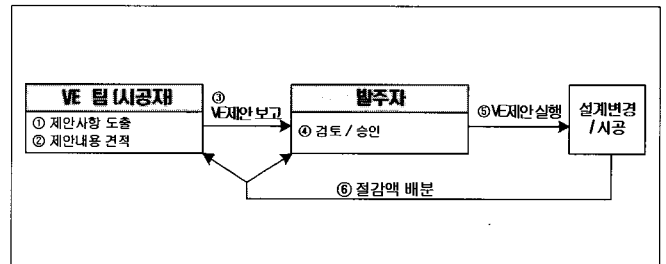 VE 팀 (시공자)
① 제안사항 도출
② 제안내용 견적
③
VE제안 보고
발주자
④ 검토 / 승인
⑤ VE제안 실행
설계변경
/ 시공
⑥ 절감액 배분